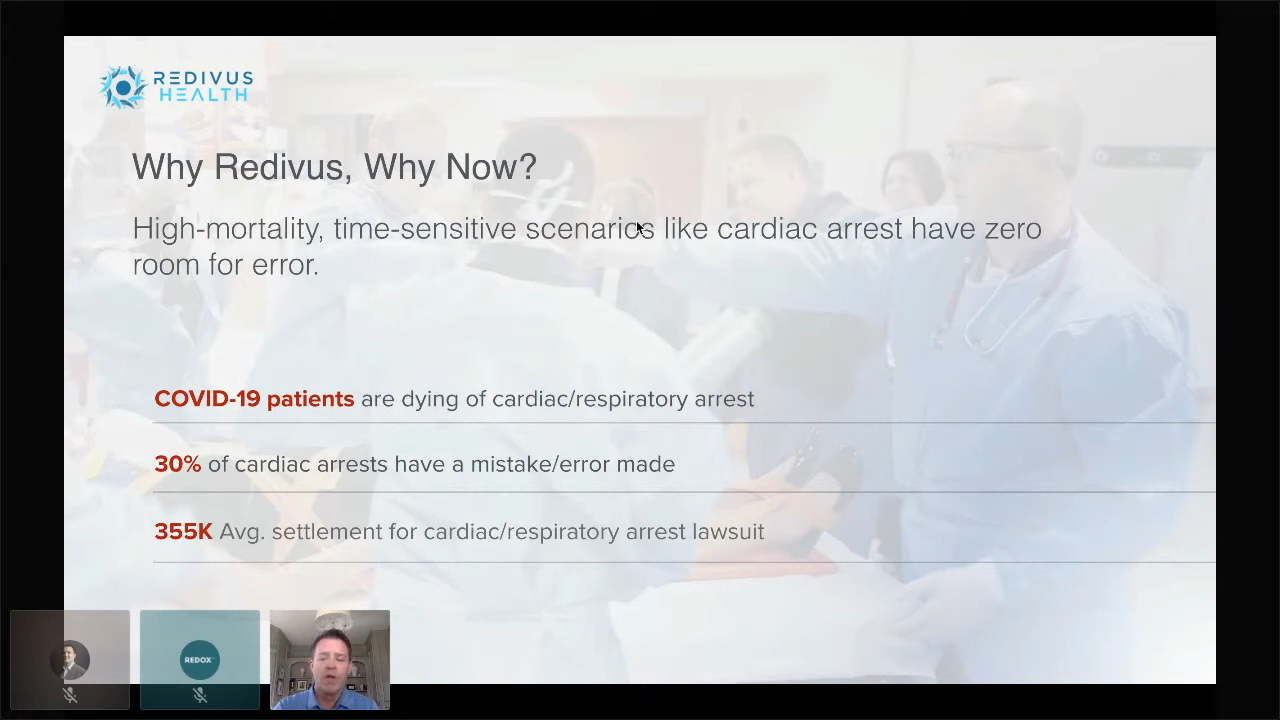 REDIVUS
HEALTH
Why Redivus, Why Now?
High-mortality, time-sensitive scenarios like cardiac arrest have zero
room for error.
COVID-19 patients are dying of cardiac/respiratory arrest
30% of cardiac arrests have a mistake/error made
355K Avg. settlement for cardiac/respiratory arrest lawsuit
REDOX